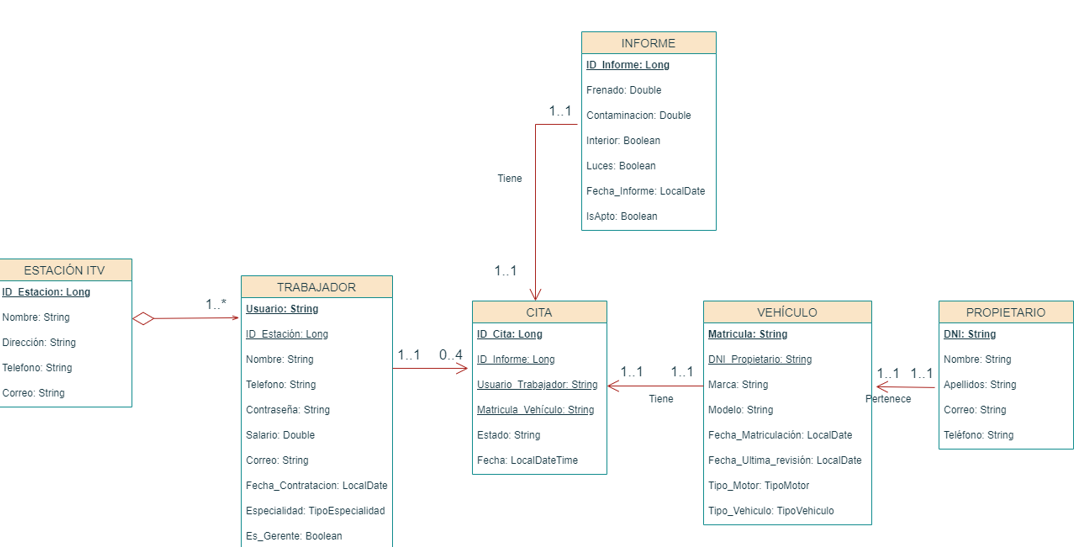 INFORME
ID_Informe: Long
Frenado: Double
Contaminacion: Double
Interior: Boolean
Luces: Boolean
Fecha_Informe: LocalDate
IsApto: Boolean
1..1
Tiene
1..1
ESTACIÓN ITV
ID_Estacion: Long
Nombre: String
Dirección: String
Telefono: String
Correo: String
1..*
TRABAJADOR
Usuario: String
ID_Estación: Long
Nombre: String
Telefono: String
Contraseña: String
Salario: Double
Correo: String
Fecha_Contratacion: LocalDate
Especialidad: TipoEspecialidad
Es_Gerente: Boolean
1..1
0..4
CITA
ID_Cita: Long
ID_Informe: Long
Usuario_Trabajador: String
Matricula_Vehículo: String
Estado: String
Fecha: LocalDateTime
1..1
1..1
Tiene
VEHÍCULO
Matricula: String
DNI_Propietario: String
Marca: String
Modelo: String
Fecha_Matriculación: LocalDate
Fecha_Ultima_revisión: LocalDate
Tipo_Motor: TipoMotor
Tipo_Vehiculo: TipoVehiculo
1..1
1..1
Pertenece
PROPIETARIO
DNI: String
Nombre: String
Apellidos: String
Correo: String
Teléfono: String